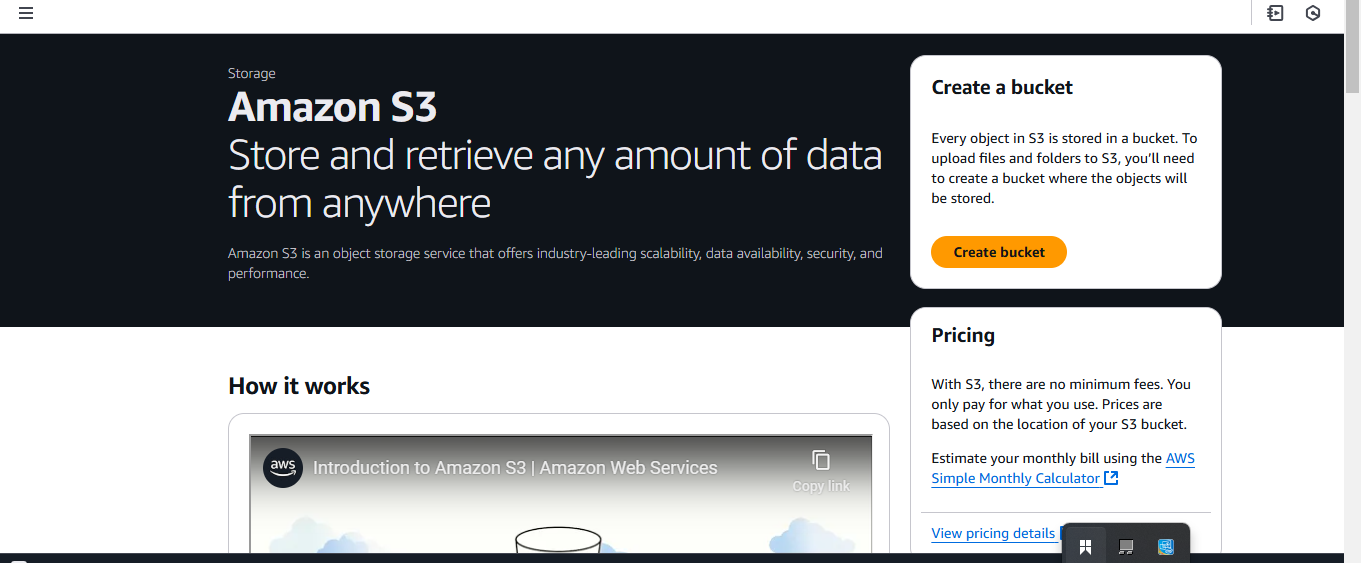 Storage
Amazon S3
Store and retrieve any amount of data
from anywhere
Amazon S3 is an object storage service that offers industry-leading scalability, data availability, security, and
performance.
Create a bucket
Every object in S3 is stored in a bucket. To
upload files and folders to S3, you'll need
to create a bucket where the objects will
be stored.
Create bucket
Pricing
With S3, there are no minimum fees. You
only pay for what you use. Prices are
based on the location of your S3 bucket.
Estimate your monthly bill using the AWS
Simple Monthly Calculator
View pricing details
How it works
aws
Introduction to Amazon S3 | Amazon Web Services
Copy link